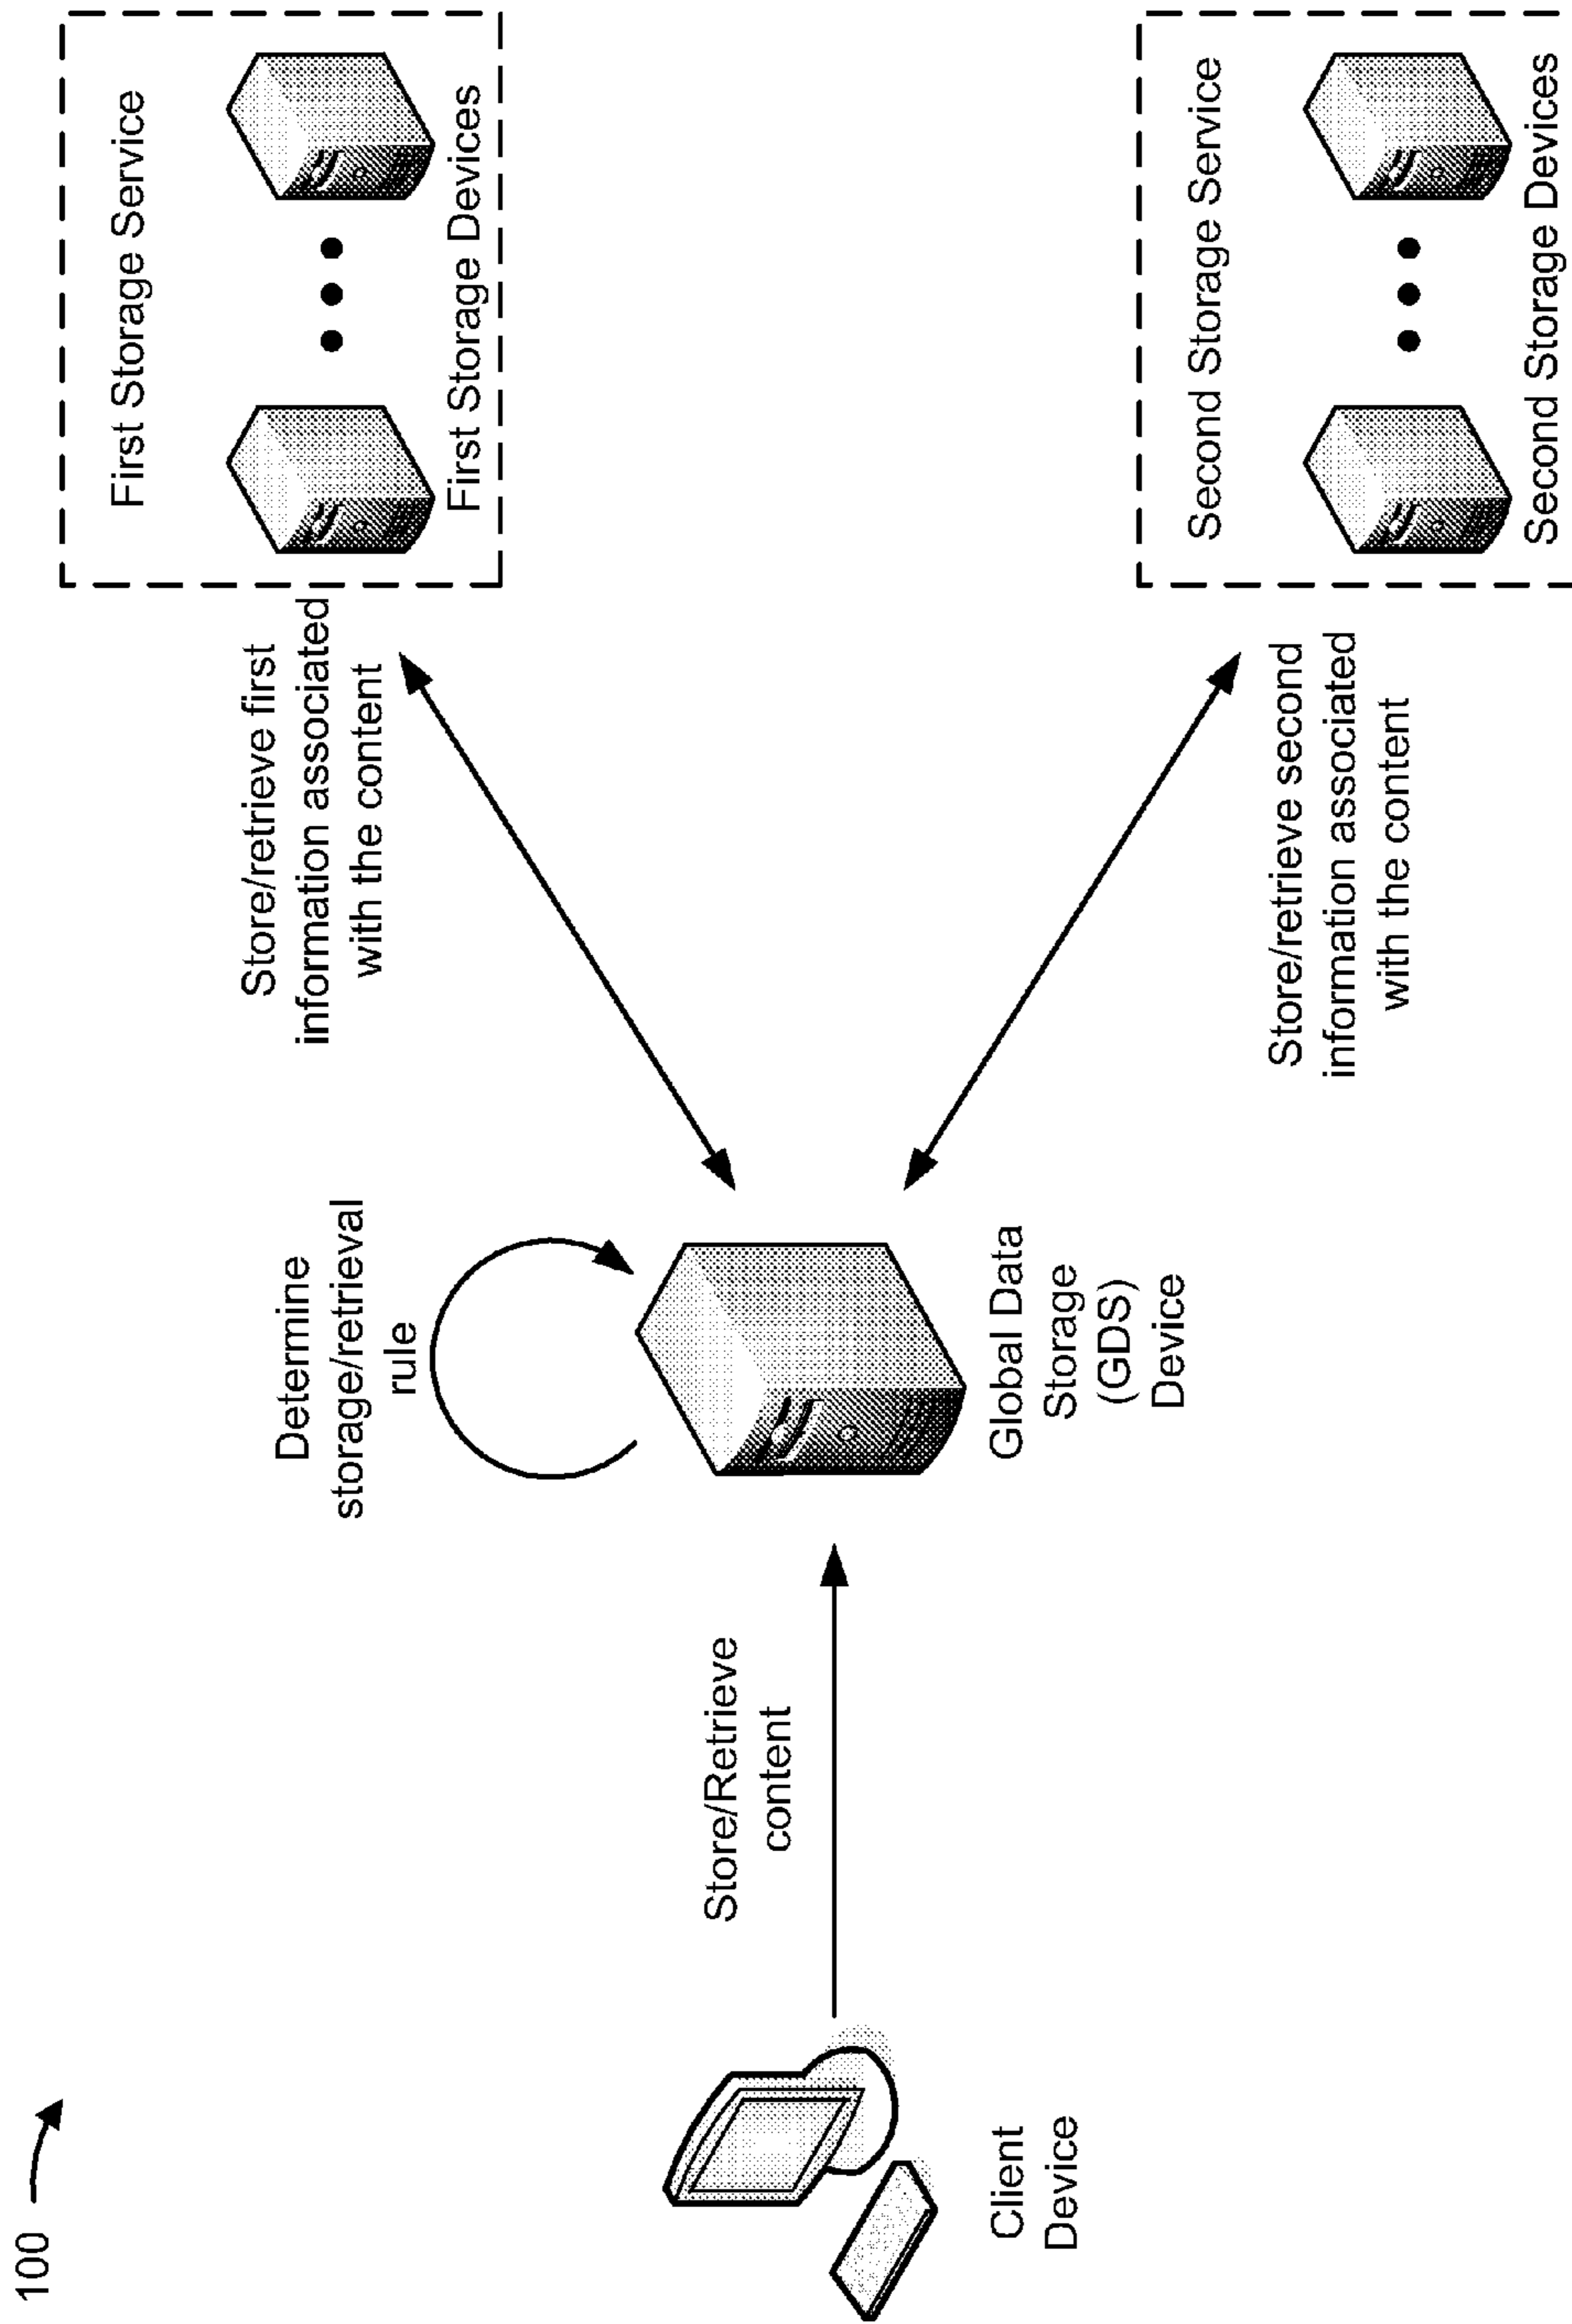 100
First Storage Service
First Storage Devices
Store/retrieve first
information associated
with the content
Determine
storage/retrieval
rule
Store/Retrieve
content
Client
Device
Global Data
Storage
(GDS)
Device
Store/retrieve second
information associated
with the content
Second Storage Service
Second Storage Devices